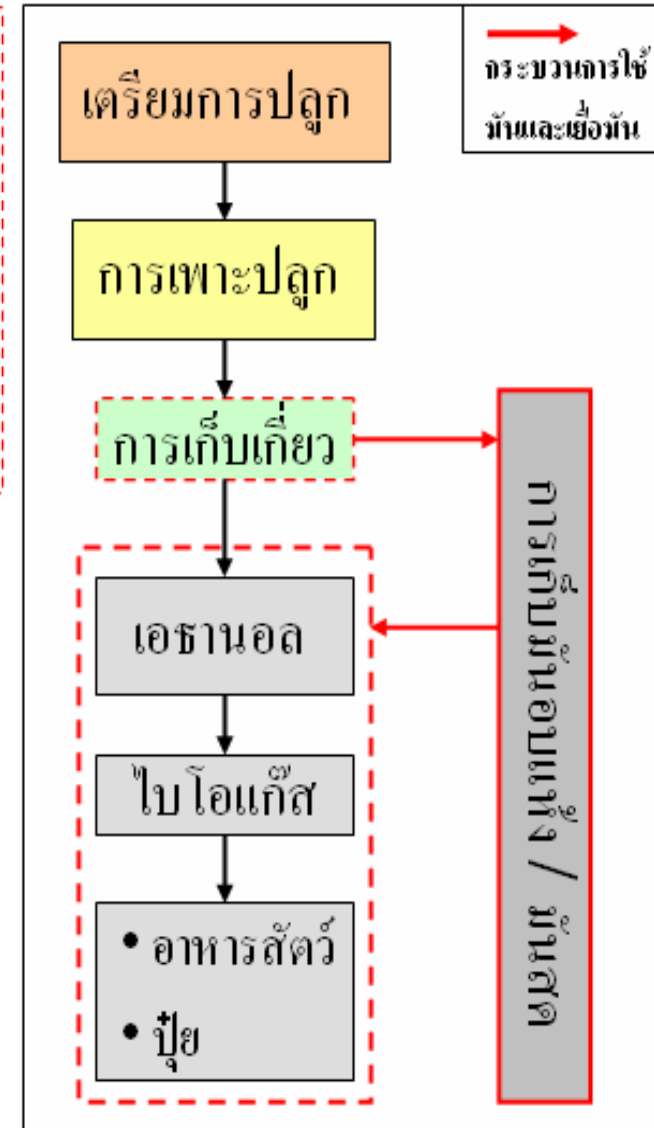 กระบวนการใช้
มันและเยื่อมัน
เตรียมการปลูก
การเพาะปลูก
การเก็บเกี่ยว
การเก็บมันอบแห้ง / มันสด
เอธานอล
ไบโอแก๊ส
• อาหารสัตว์
• ปุ๋ย